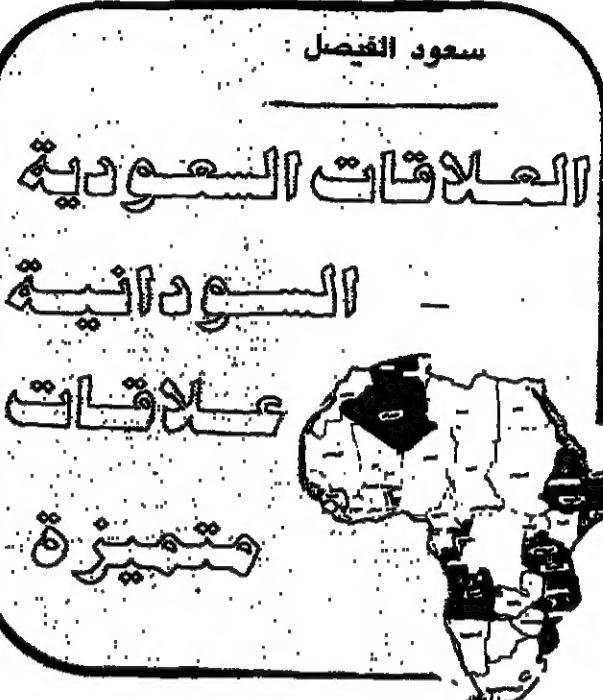 سعود الفيصل :
العلاقات السعودية
- السودانية
علاقات
متميزة